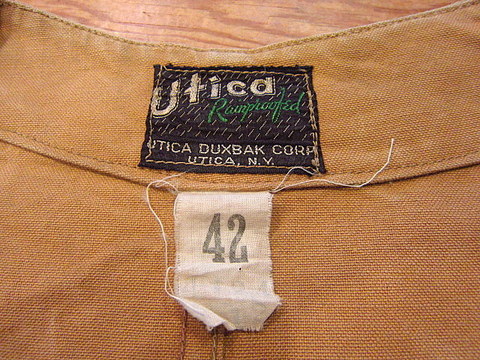 Utica
Rainproofed
UTICA DUXBAK CORP
UTICA, N.Y.
42